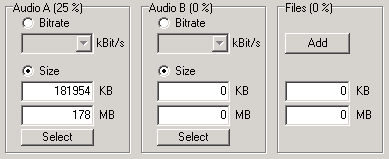 Audio A (25 %)
Bitrate
kBit/s
Size
181954 KB
178 MB
Select
Audio B (0 %)
Bitrate
kBit/s
Size
0 KB
0 MB
Select
Files (0 %)
Add
0 KB
0 MB